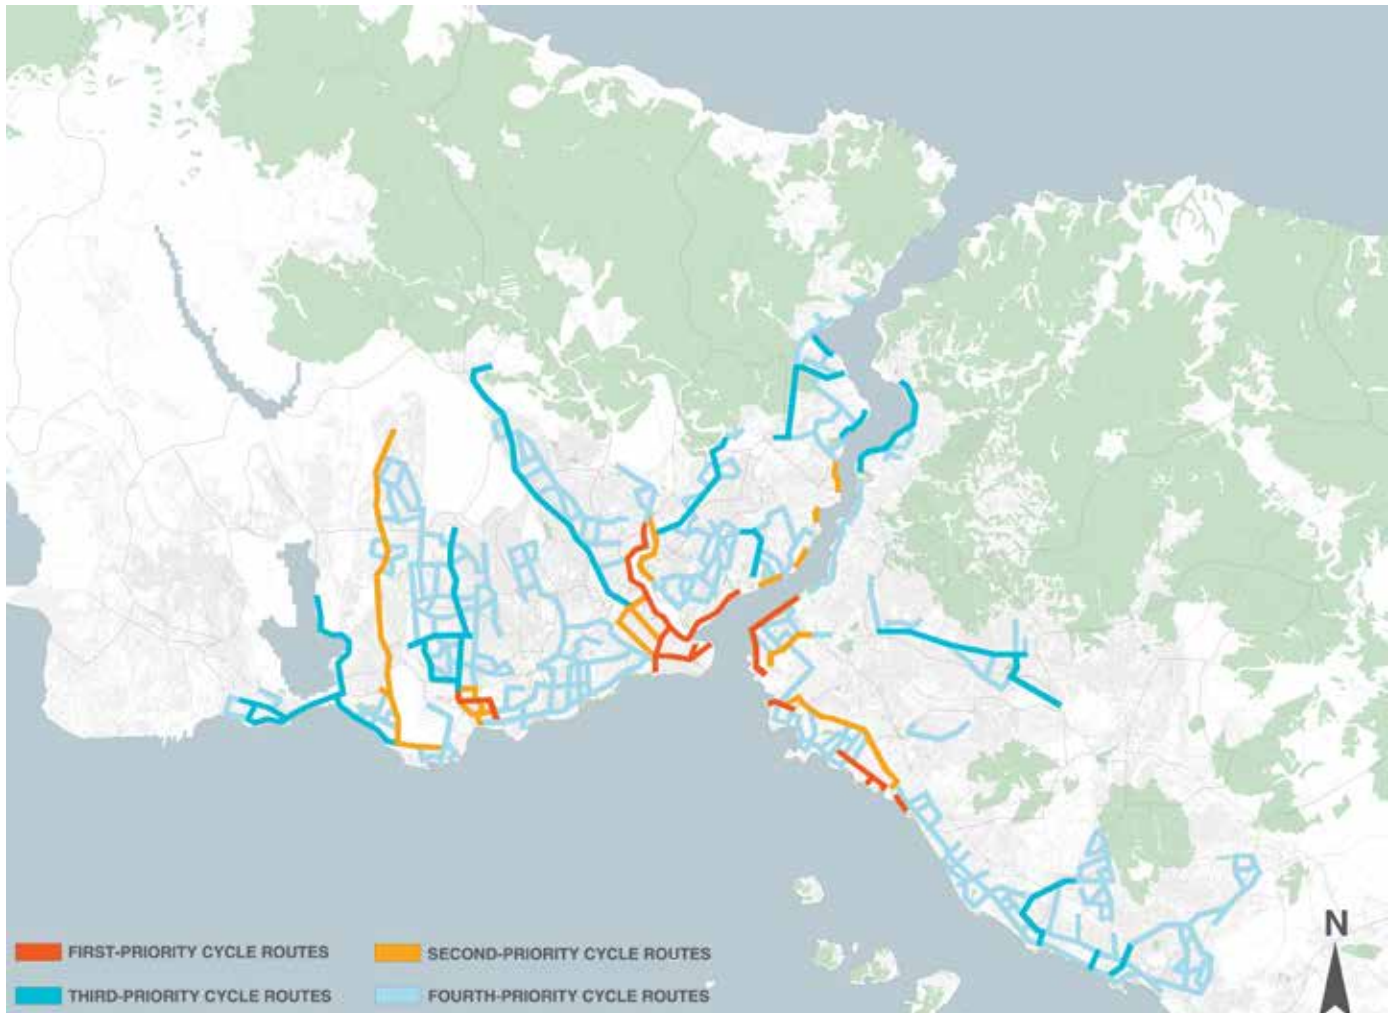 N
FIRST-PRIORITY CYCLE ROUTES
SECOND-PRIORITY CYCLE ROUTES
THIRD-PRIORITY CYCLE ROUTES
FOURTH-PRIORITY CYCLE ROUTES